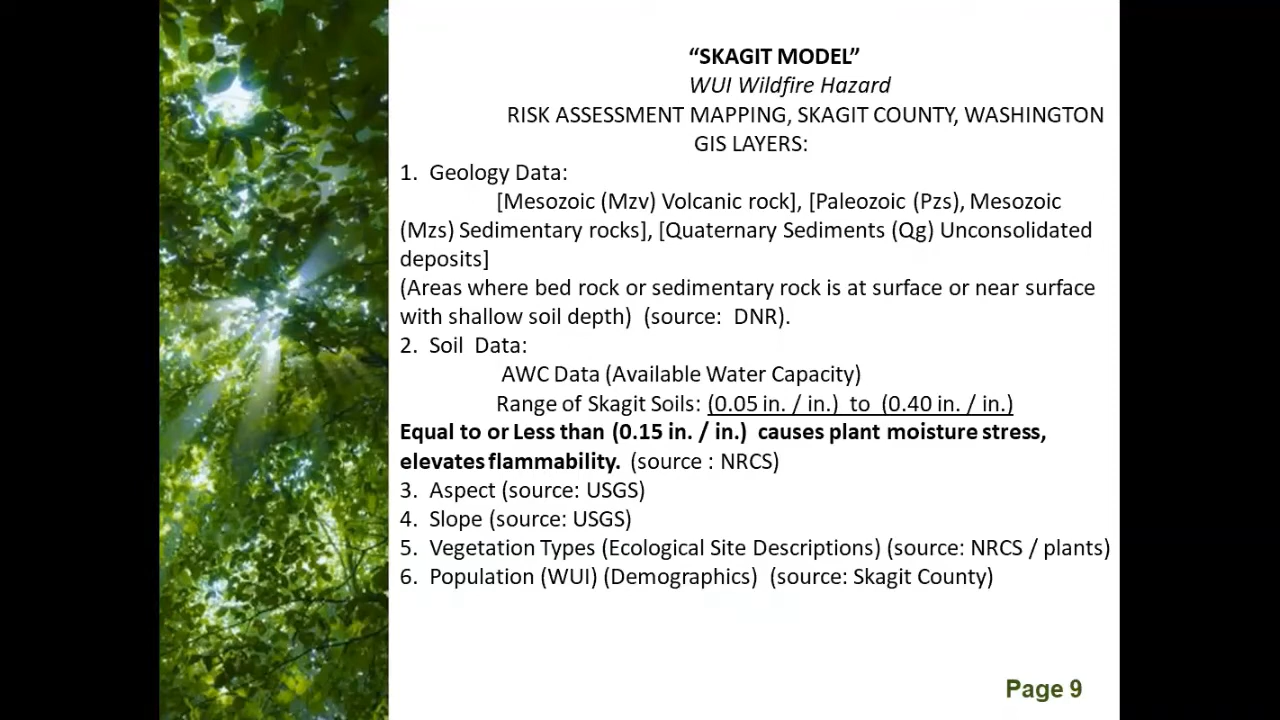 “SKAGIT MODEL”
WUI Wildfire Hazard
RISK ASSESSMENT MAPPING, SKAGIT COUNTY, WASHINGTON
GIS LAYERS:
1. Geology Data:
[Mesozoic (Mzv) Volcanic rock], [Paleozoic (Pzs), Mesozoic
(Mzs) Sedimentary rocks], [Quaternary Sediments (Qg) Unconsolidated
deposits]
(Areas where bed rock or sedimentary rock is at surface or near surface
with shallow soil depth) (source: DNR).
2. Soil Data:
AWC Data (Available Water Capacity)
Range of Skagit Soils: (0.05 in. / in.) to (0.40 in. / in.)
Equal to or Less than (0.15 in. / in.) causes plant moisture stress,
elevates flammability. (source : NRCS)
3. Aspect (source: USGS)
4. Slope (source: USGS)
5. Vegetation Types (Ecological Site Descriptions) (source: NRCS / plants)
6. Population (WUI) (Demographics) (source: Skagit County)
Page 9